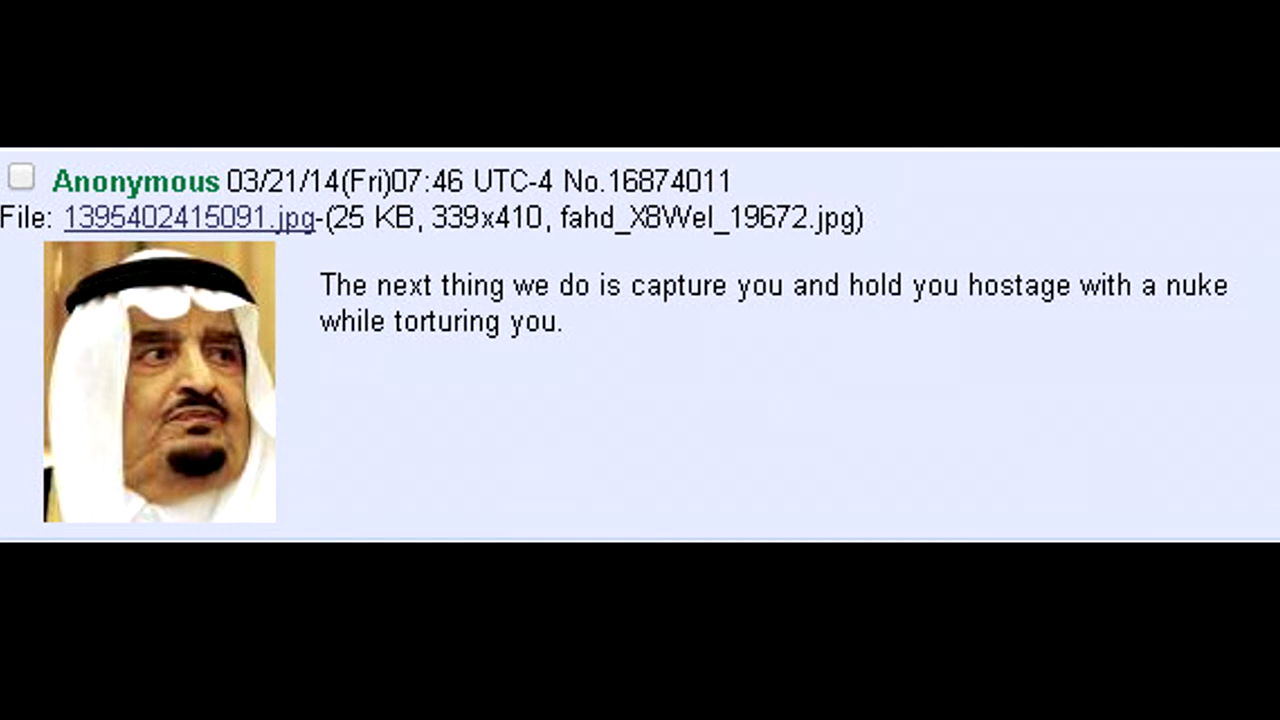 Anonymous 03/21/14(Fri)07:46 UTC-4 No.16874011
File: 1395402415091.jpg-(25 KB, 339x410, fahd_X8Wel_19672.jpg)
The next thing we do is capture you and hold you hostage with a nuke
while torturing you.